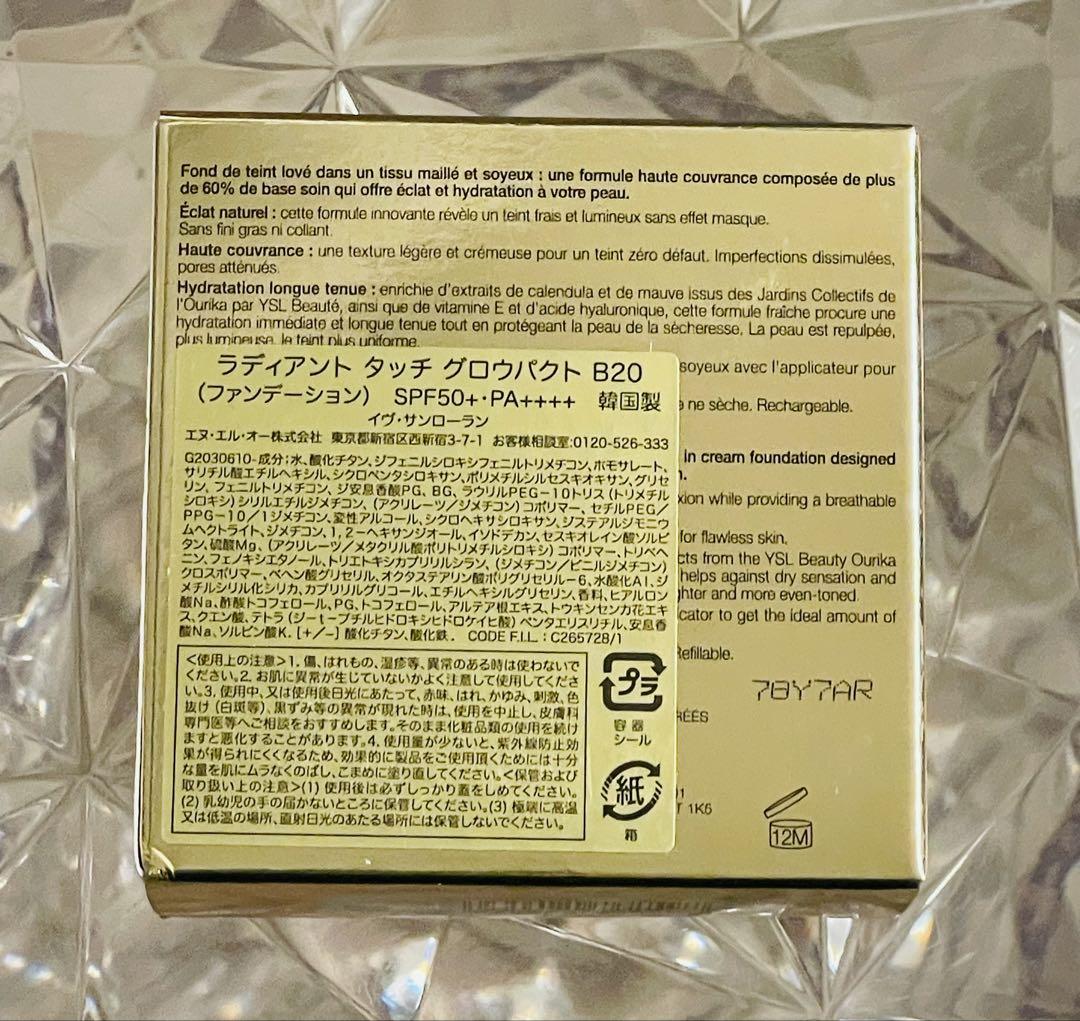 Fond de teint lové dans un tissu maillé et soyeux : une formule haute couvrance composée de plus
de 60% de base soin qui offre éclat et hydratation à votre peau.
Éclat naturel : cette formule innovante révèle un teint frais et lumineux sans effet masque.
Sans fini gras ni collant.
Haute couvrance : une texture légère et crémeuse pour un teint zéro défaut. Imperfections dissimulées,
pores atténués.
Hydratation longue tenue : enrichie d'extraits de calendula et de mauve issus des Jardins Collectifs de
l'Ourika par YSL Beauté, ainsi que de vitamine E et d'acide hyaluronique, cette formule fraîche procure une
hydratation immédiate et longue tenue tout en protégeant la peau de la sécheresse. La peau est repulpée,
plus lumineuse, le teint plus uniforme.
soyeux avec l'applicateur pour
ne sèche. Rechargeable.
in cream foundation designed
xion while providing a breathable
for flawless skin.
cts from the YSL Beauty Ourika
helps against dry sensation and
ghter and more even-toned.
cator to get the ideal amount of
Refillable.
78Y7AR
RÉES
01
T 1K6
12M
ラディアント タッチ グロウパクト B20
(ファンデーション) SPF50+・PA++++ 韓国製
イヴ・サンローラン
エヌ・エル・オー株式会社 東京都新宿区西新宿3-7-1 お客様相談室:0120-526-333
G2030610-成分:水、酸化チタン、ジフェニルシロキシフェニルトリメチコン、ホモサレート、
サリチル酸エチルヘキシル、シクロペンタシロキサン、ポリメチルシルセスキオキサン、グリセ
リン、フェニルトリメチコン、ジ安息香酸PG、BG、ラウリルPEG-10トリス(トリメチル
シロキシ)シリルエチルジメチコン、(アクリレーツ/ジメチコン)コポリマー、セチルPEG/
PPG-10/1ジメチコン、変性アルコール、シクロヘキサシロキサン、ジステアルジモニウ
ムヘクトライト、ジメチコン、1,2-ヘキサンジオール、イソドデカン、セスキオレイン酸ソルビ
タン、硫酸Mg、(アクリレーツ/メタクリル酸ポリトリメチルシロキシ)コポリマー、トリベヘ
ニン、フェノキシエタノール、トリエトキシカプリリルシラン、(ジメチコン/ビニルジメチコン)
クロスポリマー、ベヘン酸グリセリル、オクタステアリン酸ポリグリセリル-6、水酸化Al、ジ
メチルシリル化シリカ、カプリリルグリコール、エチルヘキシルグリセリン、香料、ヒアルロン
酸Na、酢酸トコフェロール、PG、トコフェロール、アルテア根エキス、トウキンセンカ花エキ
ス、クエン酸、テトラ(ジーt-ブチルヒドロキシヒドロケイヒ酸)ペンタエリスリチル、安息香
酸Na、ソルビン酸K、[+/-]酸化チタン、酸化鉄. CODE F.I.L. : C265728/1
<使用上の注意>1. 傷、はれもの、湿疹等、異常のある時は使わないで
ください。2. お肌に異常が生じていないかよく注意して使用してくださ
い。3. 使用中、又は使用後日光にあたって、赤味、はれ、かゆみ、刺激、色
抜け(白斑等)、黒ずみ等の異常が現れた時は、使用を中止し、皮膚科
専門医等へご相談をおすすめします。そのまま化粧品類の使用を続け
ますと悪化することがあります。4. 使用量が少ないと、紫外線防止効
果が得られにくくなるため、効果的に製品をご使用頂くためには十分
な量を肌にムラなくのばし、こまめに塗り直してください。<保管および
取り扱い上の注意>(1) 使用後は必ずしっかり蓋をしめてください。
(2) 乳幼児の手の届かないところに保管してください。(3) 極端に高温
又は低温の場所、直射日光のあたる場所には保管しないでください。
プラ
容器
シール
紙
箱